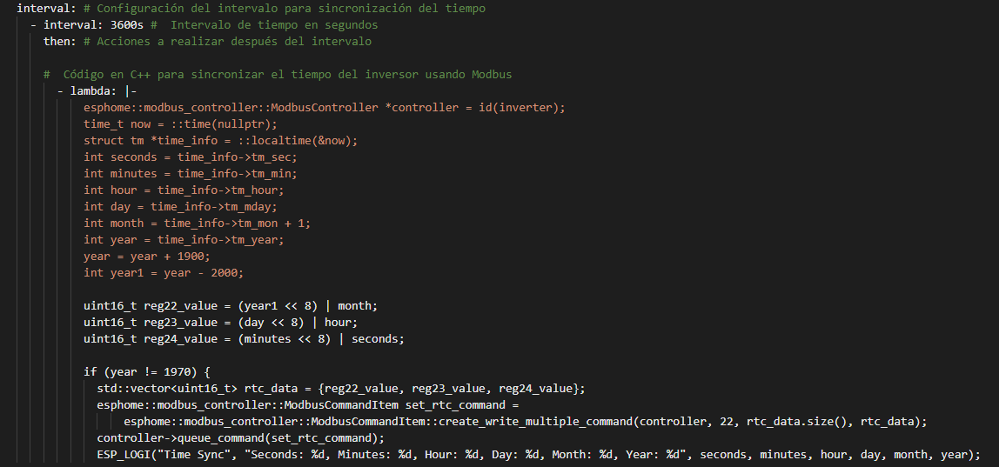 interval: # Configuración del intervalo para sincronización del tiempo
- interval: 3600s #  Intervalo de tiempo en segundos
then: # Acciones a realizar después del intervalo
#  Código en C++ para sincronizar el tiempo del inversor usando Modbus
- lambda: |-
esphome::modbus_controller::ModbusController *controller = id(inverter);
time_t now = ::time(nullptr);
struct tm *time_info = ::localtime(&now);
int seconds = time_info->tm_sec;
int minutes = time_info->tm_min;
int hour = time_info->tm_hour;
int day = time_info->tm_mday;
int month = time_info->tm_mon + 1;
int year = time_info->tm_year;
year = year + 1900;
int year1 = year - 2000;
uint16_t reg22_value = (year1 << 8) | month;
uint16_t reg23_value = (day << 8) | hour;
uint16_t reg24_value = (minutes << 8) | seconds;
if (year != 1970) {
std::vector<uint16_t> rtc_data = {reg22_value, reg23_value, reg24_value};
esphome::modbus_controller::ModbusCommandItem set_rtc_command =
esphome::modbus_controller::ModbusCommandItem::create_write_multiple_command(controller, 22, rtc_data.size(), rtc_data);
controller->queue_command(set_rtc_command);
ESP_LOGI("Time Sync", "Seconds: %d, Minutes: %d, Hour: %d, Day: %d, Month: %d, Year: %d", seconds, minutes, hour, day, month, year);